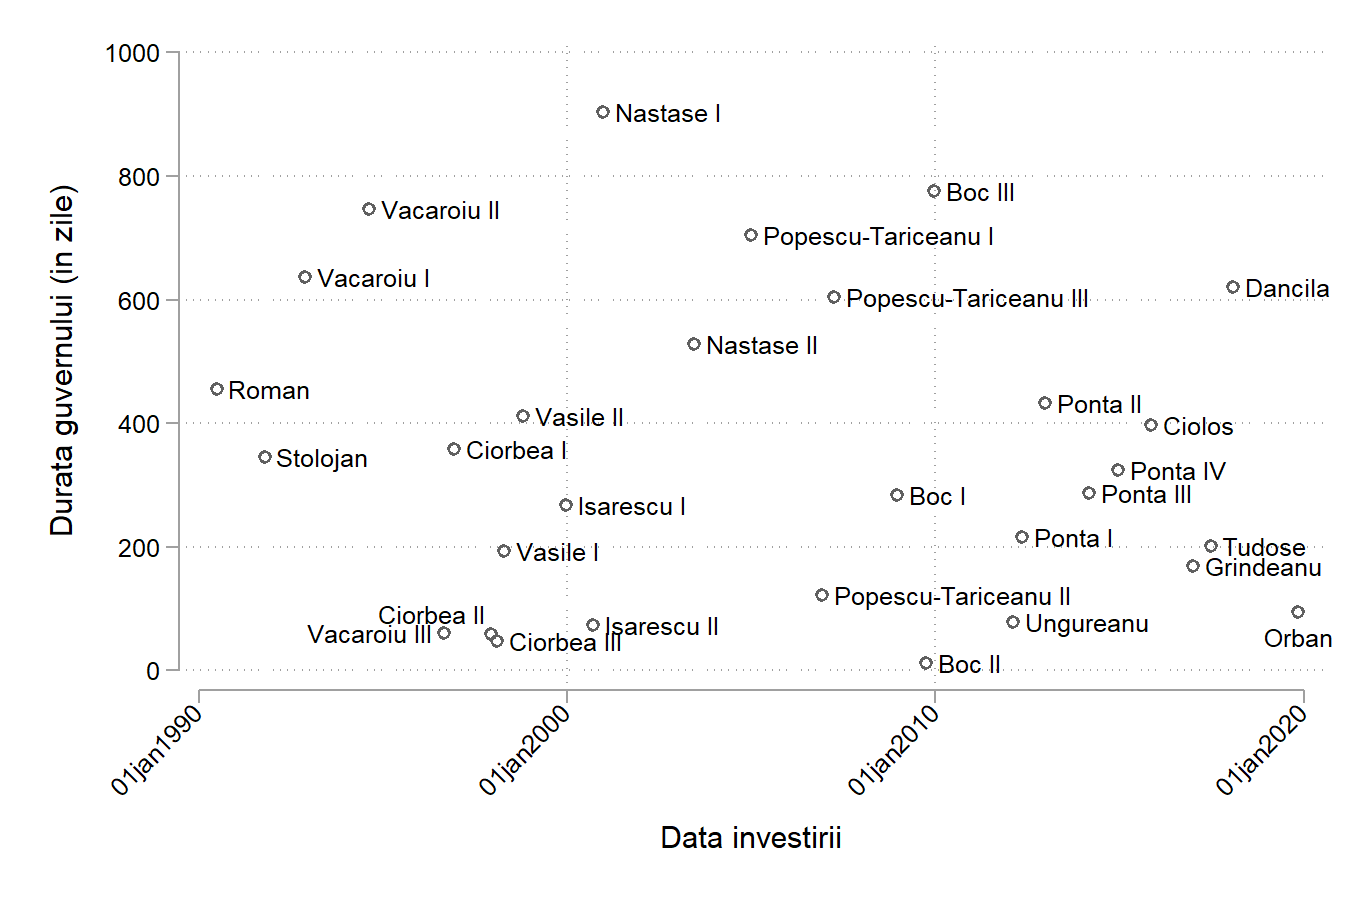 1000
Nastase I
800
Boc III
Vacaroiu II
Popescu-Tariceanu I
Vacaroiu I
Dancila
600
Popescu-Tariceanu III
Nastase II
Roman
Ponta II
Vasile II
400
Ciolos
Ciorbea I
Stolojan
Ponta IV
Ponta III
Boc I
Isarescu I
Ponta I
200
Vasile I
Tudose
Grindeanu
Popescu-Tariceanu II
Ciorbea II
Ungureanu
Isarescu II
Vacaroiu III
Orban
Ciorbea III
Boc II
0
Durata guvernului (in zile)
01jan1990
01jan2000
01jan2010
01jan2020
Data investirii